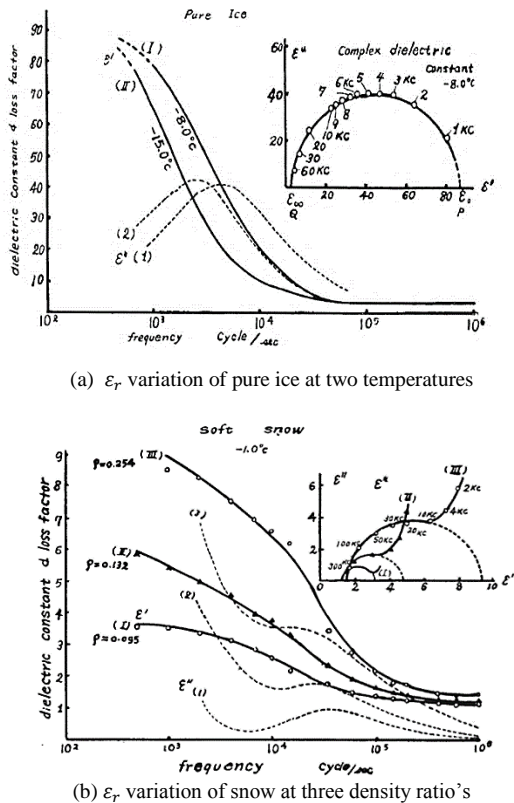 Pure Ice
dielectric Constant & loss factor
90
80
70
60
50
40
30
20
10
ε' (I)
(II)
-8.0°c
-15.0°c
(2)
ε" (1)
10² 10³ 10⁴ 10⁵ 10⁶
frequency Cycle/sec
ε" Complex dielectric
Constant
-8.0°c
60
40
20
7 6KC 5 4 3KC 2 1KC
8
9
10KC
20
30
60KC
20 40 60 80 ε'
ε∞ ε₀
Q P
(a) εᵣ variation of pure ice at two temperatures
soft snow
-1.0°c
dielectric constant & loss factor
9
8
7
6
5
4
3
2
1
(III)
ρ=0.254
(II)
ρ=0.132
(I) ε'
ρ=0.095
(3)
(2)
ε" (1)
10² 10³ 10⁴ 10⁵ 10⁶
frequency cycle/sec
ε" ε* (II) (III)
6
4
2
2KC
4KC
10KC
20KC
30KC
50KC
100KC
300KC
(I)
0 2 4 6 8 10 ε'
(b) εᵣ variation of snow at three density ratio's